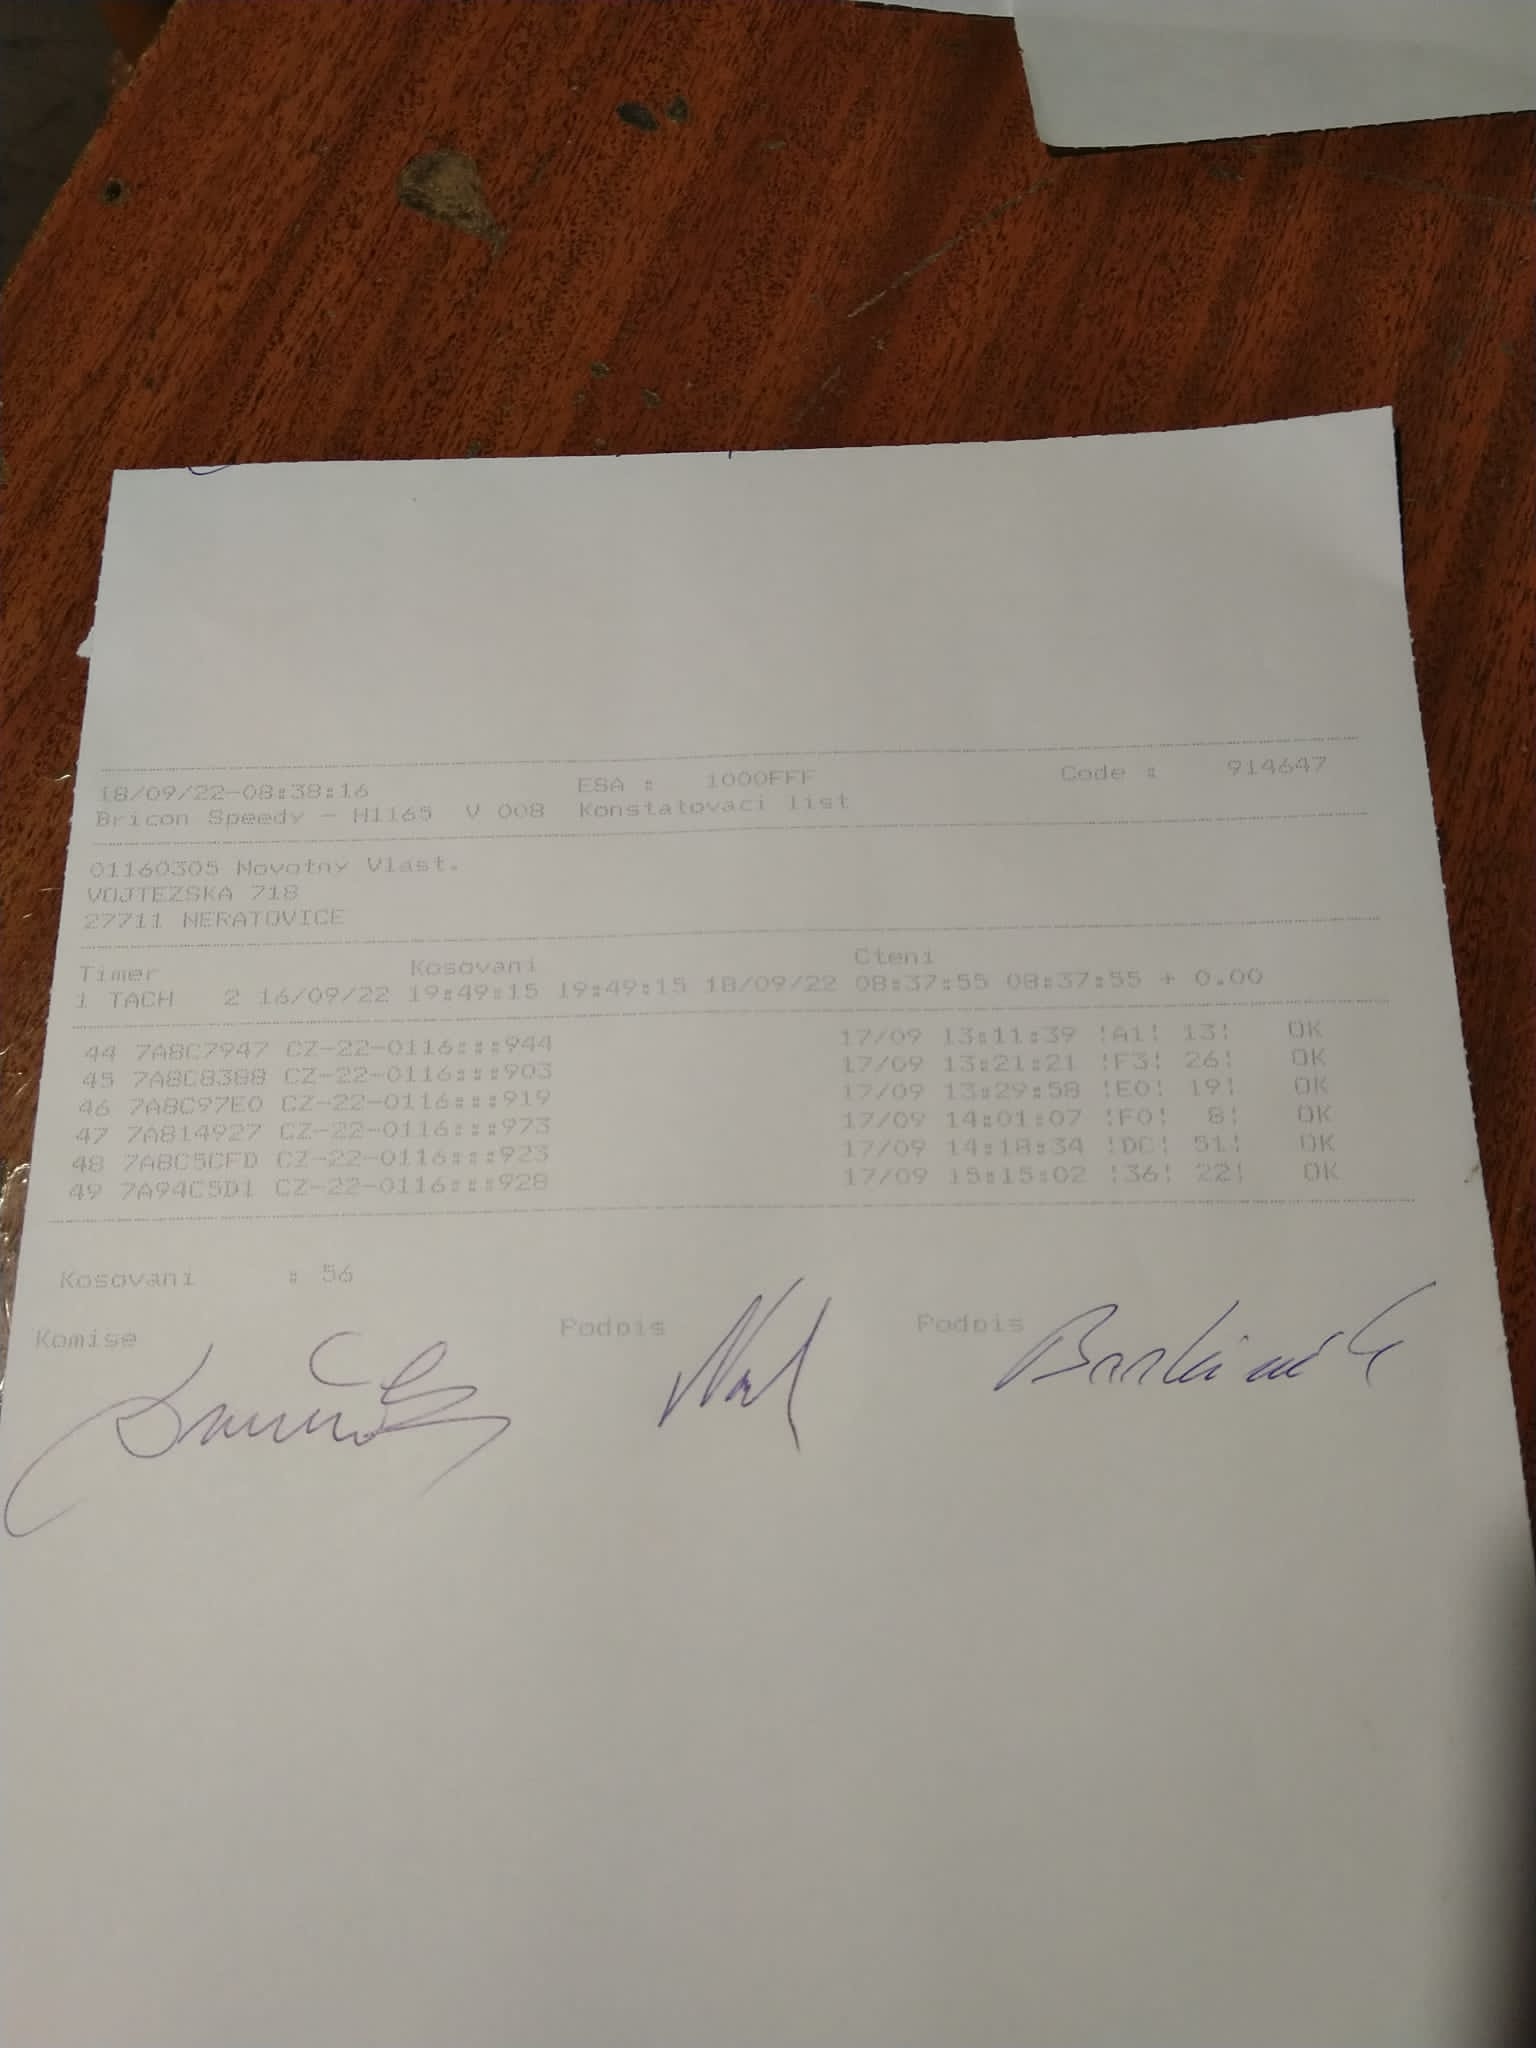 18/09/22-08:38:16 ESA : 1000FFF Code : 914647
Bricon Speedy - H1165 V 008 Konstatovaci list
01160305 Novotny Vlast.
VOJTEZSKA 718
27711 NERATOVICE
Timer Kosovani Cteni
1 TACH 2 16/09/22 19:49:15 19:49:15 18/09/22 08:37:55 08:37:55 + 0.00
44 7A8C7947 CZ-22-0116:::944 17/09 13:11:39 ¦A1¦ 13¦ OK
45 7A8C8388 CZ-22-0116:::903 17/09 13:21:21 ¦F3¦ 26¦ OK
46 7A8C97E0 CZ-22-0116:::919 17/09 13:29:58 ¦E0¦ 19¦ OK
47 7A814927 CZ-22-0116:::973 17/09 14:01:07 ¦F0¦ 8¦ OK
48 7A8C5CFD CZ-22-0116:::923 17/09 14:18:34 ¦DC¦ 51¦ OK
49 7A94C5D1 CZ-22-0116:::928 17/09 15:15:02 ¦36¦ 22¦ OK
Kosovani : 56
Komise Podpis Podpis